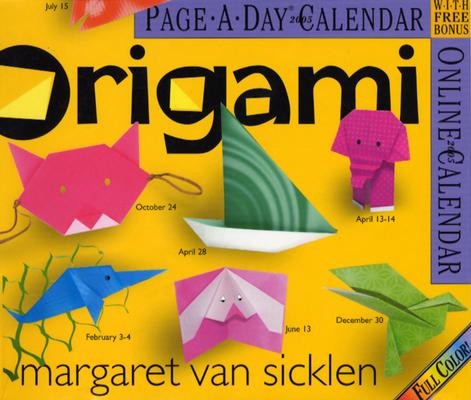 July 15
PAGE•A•DAY® 2005 CALENDAR
W•I•T•H
FREE
BONUS
Origami
ONLINE 2005 CALENDAR
October 24
April 28
April 13-14
February 3-4
June 13
December 30
margaret van sicklen
FULL COLOR!